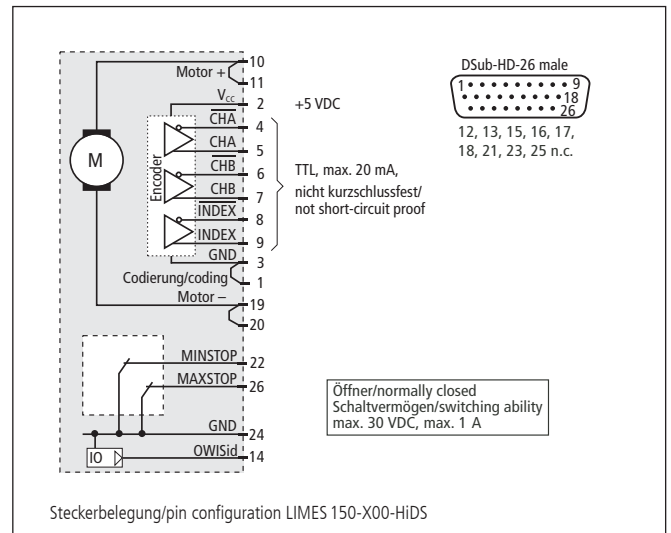 10
Motor +
11
V_CC
2
+5 VDC
C̅H̅A̅
4
CHA
5
C̅H̅B̅
6
CHB
7
I̅N̅D̅E̅X̅
8
INDEX
9
GND
3
Codierung/coding
1
Motor –
19
20
M
Encoder
TTL, max. 20 mA,
nicht kurzschlussfest/
not short-circuit proof
DSub-HD-26 male
1
9
18
26
12, 13, 15, 16, 17,
18, 21, 23, 25 n.c.
MINSTOP
22
MAXSTOP
26
GND
24
IO
OWISid
14
Öffner/normally closed
Schaltvermögen/switching ability
max. 30 VDC, max. 1 A
Steckerbelegung/pin configuration LIMES 150-X00-HiDS